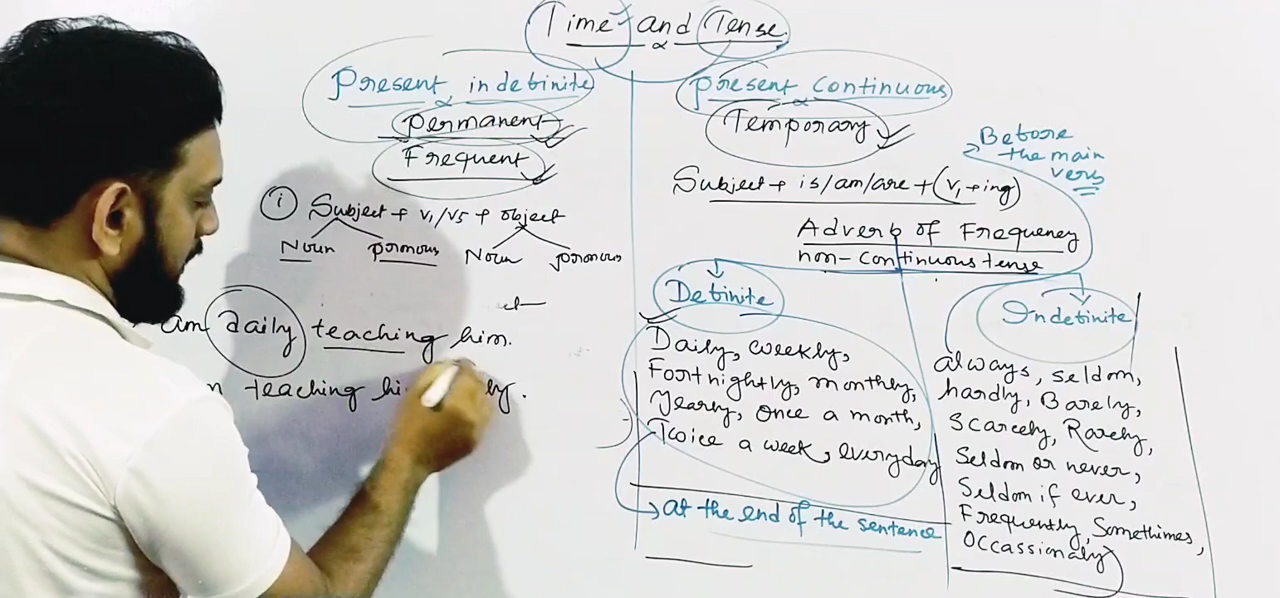 Time and Tense
Present indefinite
Permanent
Frequent
i Subject + V1/V5 + object
Noun pronoun Noun pronoun
am daily teaching him.
teaching
Present Continuous
Temporary
Before
the main
verb
Subject + is/am/are + (V1 + ing)
Adverb of Frequency
non-continuous tense
Definite
Daily, weekly,
Fortnightly, monthly,
Yearly, Once a month,
Twice a week, everyday
at the end of the sentence
Indefinite
always, seldom,
hardly, Barely,
Scarcely, Rarely,
Seldom or never,
Seldom if ever,
Frequently, Somethimes,
Occassionaly